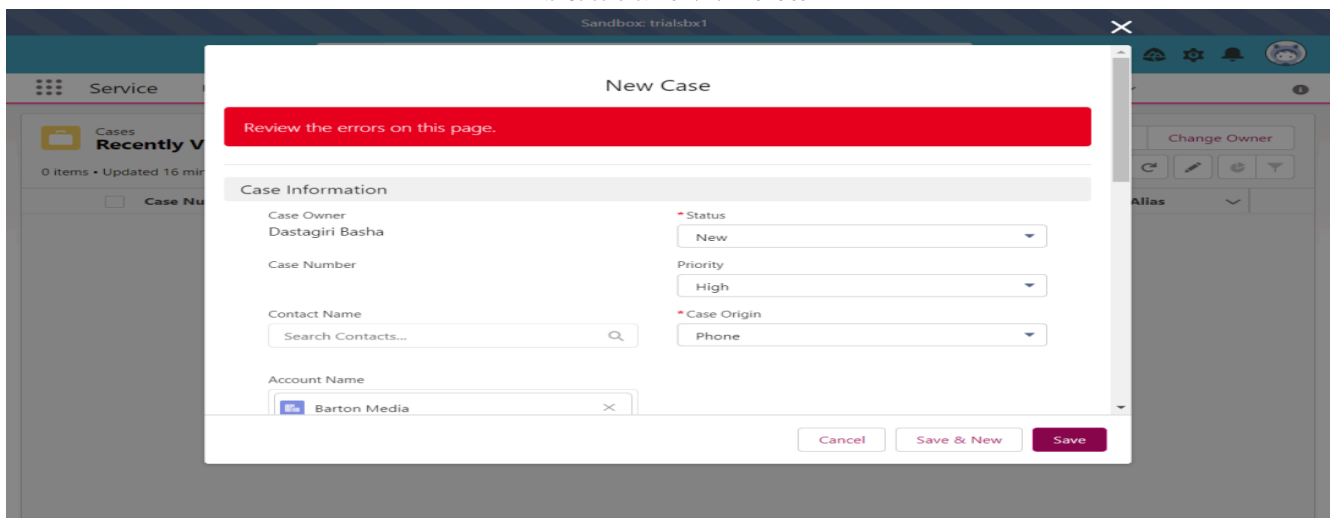 Sandbox: trialsbx1
New Case
Service
Review the errors on this page.
Cases
Recently V
Change Owner
0 items • Updated 16 min
Case Information
Case Nu
Alias
Case Owner
* Status
Dastagiri Basha
New
Case Number
Priority
High
Contact Name
* Case Origin
Search Contacts...
Phone
Account Name
Barton Media
Cancel
Save & New
Save